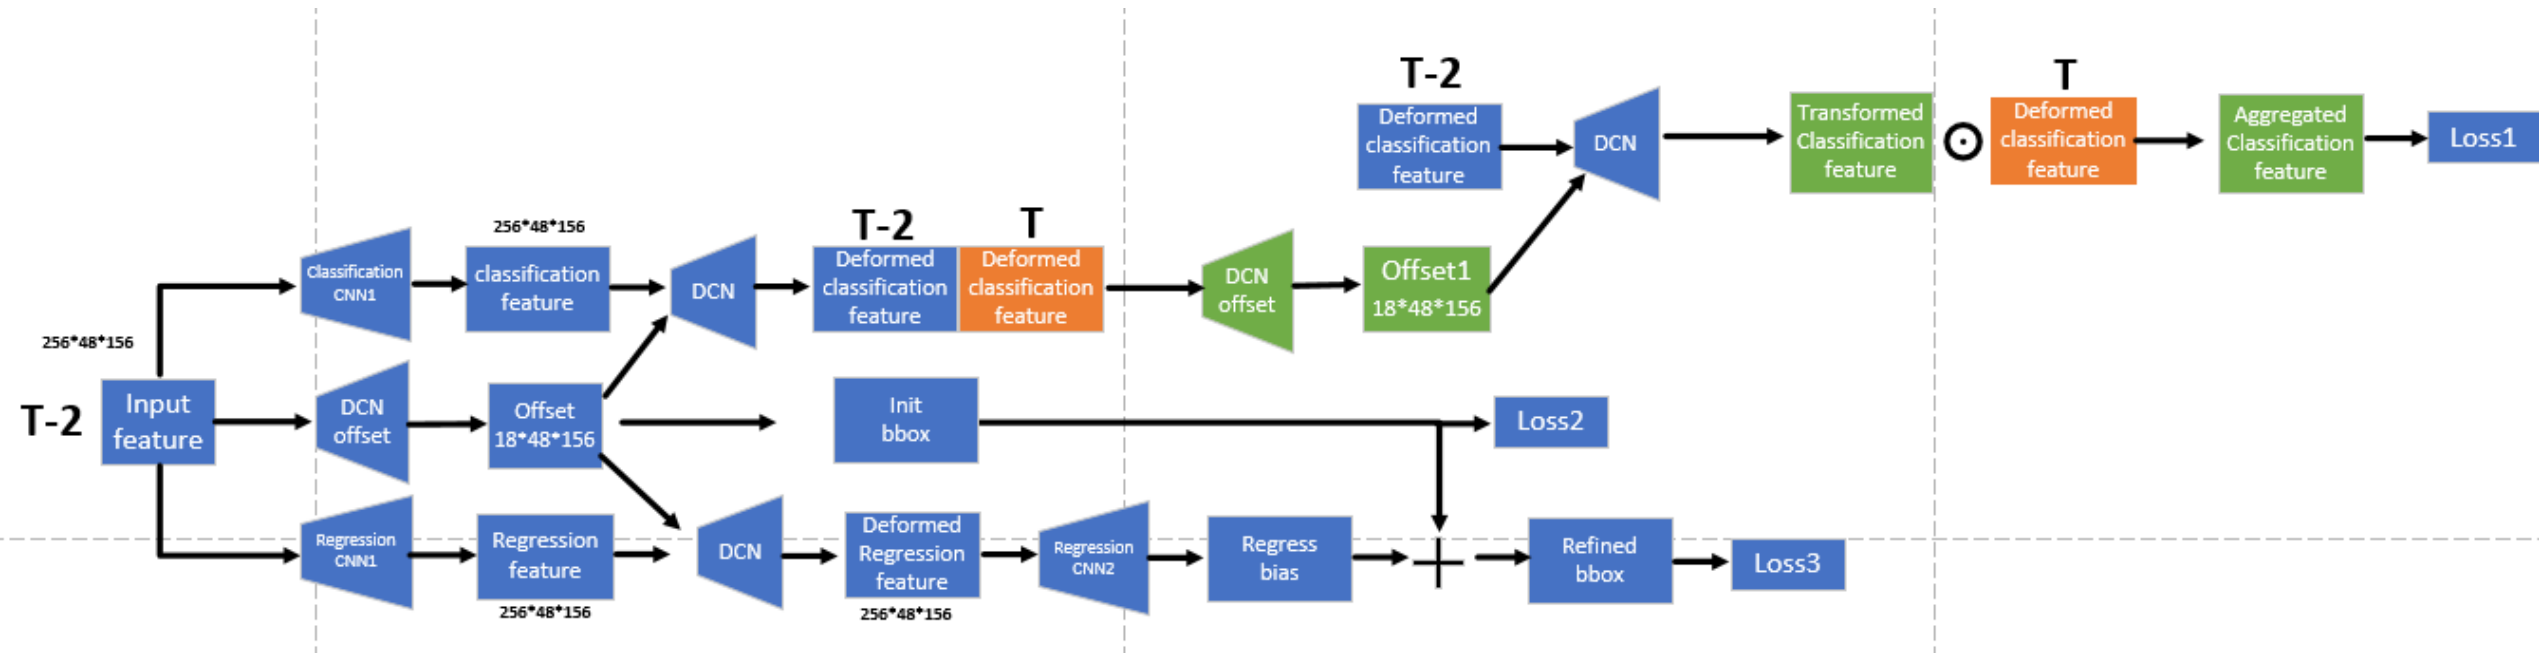 T-2
Deformed
classification
feature
DCN
Transformed
Classification
feature
T
Deformed
classification
feature
Aggregated
Classification
feature
Loss1
256*48*156
Classification
CNN1
classification
feature
DCN
T-2
Deformed
classification
feature
T
Deformed
classification
feature
DCN
offset
Offset1
18*48*156
256*48*156
T-2
Input
feature
DCN
offset
Offset
18*48*156
Init
bbox
Loss2
Regression
CNN1
Regression
feature
256*48*156
DCN
Deformed
Regression
feature
256*48*156
Regression
CNN2
Regress
bias
Refined
bbox
Loss3